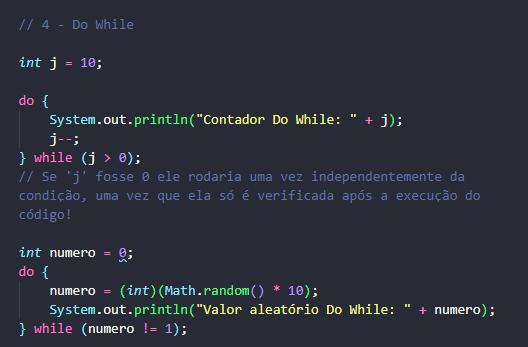 // 4 - Do While
int j = 10;
do {
System.out.println("Contador Do While: " + j);
j--;
} while (j > 0);
// Se 'j' fosse 0 ele rodaria uma vez independentemente da
condição, uma vez que ela só é verificada após a execução do
código!
int numero = 0;
do {
numero = (int)(Math.random() * 10);
System.out.println("Valor aleatório Do While: " + numero);
} while (numero != 1);